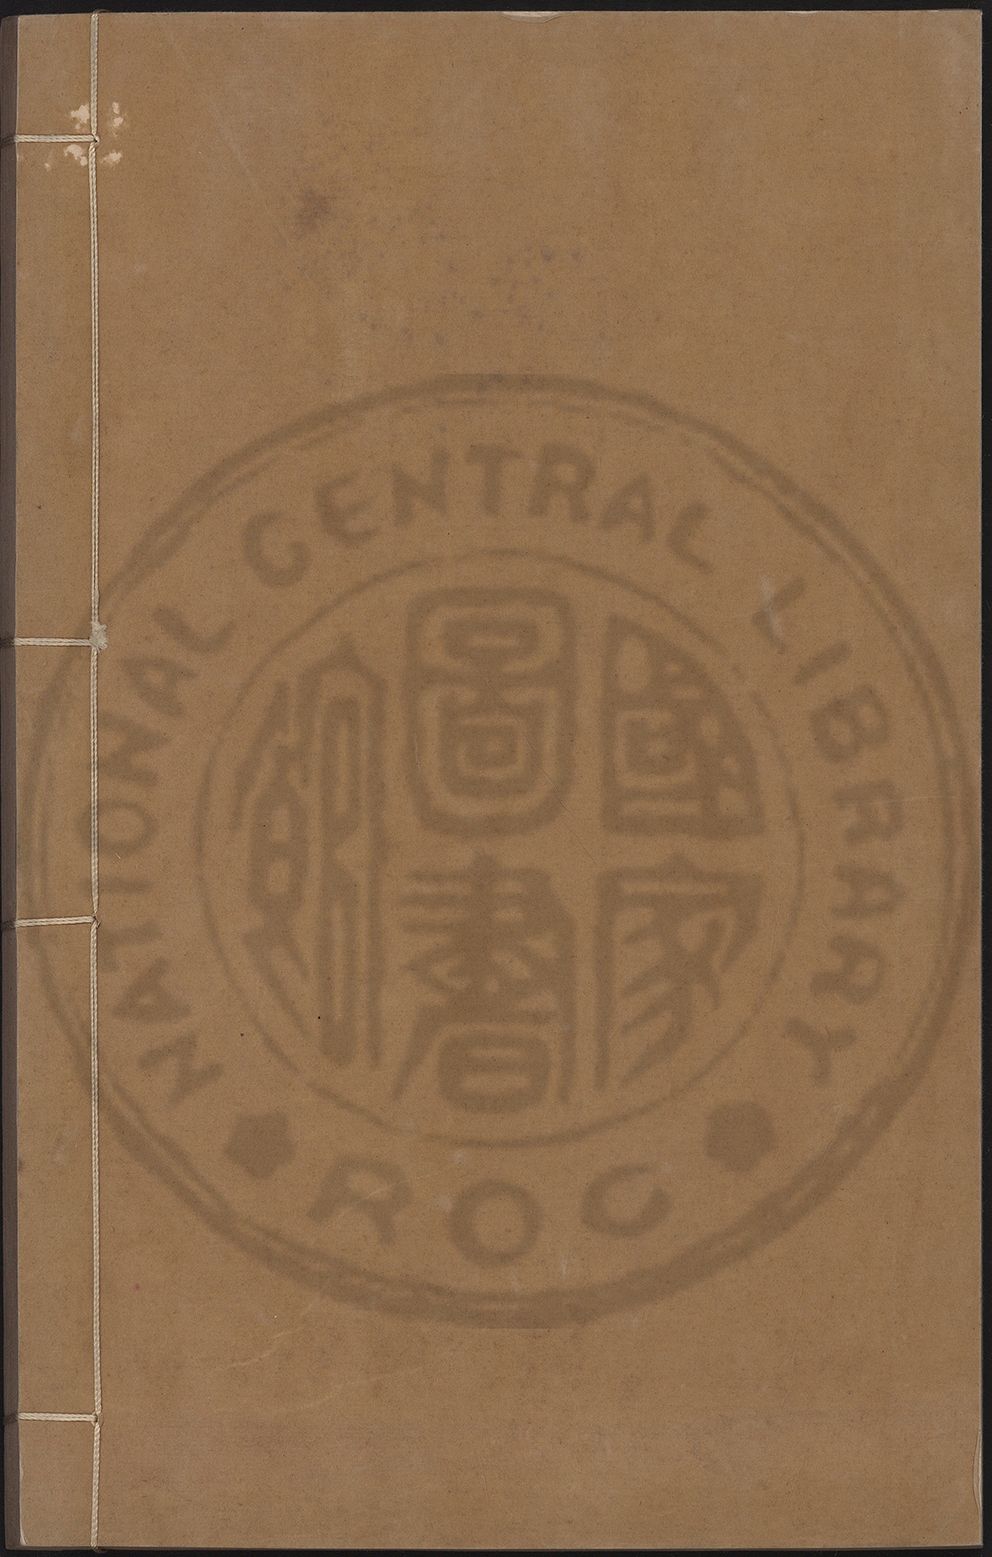 NATIONAL CENTRAL LIBRARY
國家
圖書
館
ROC